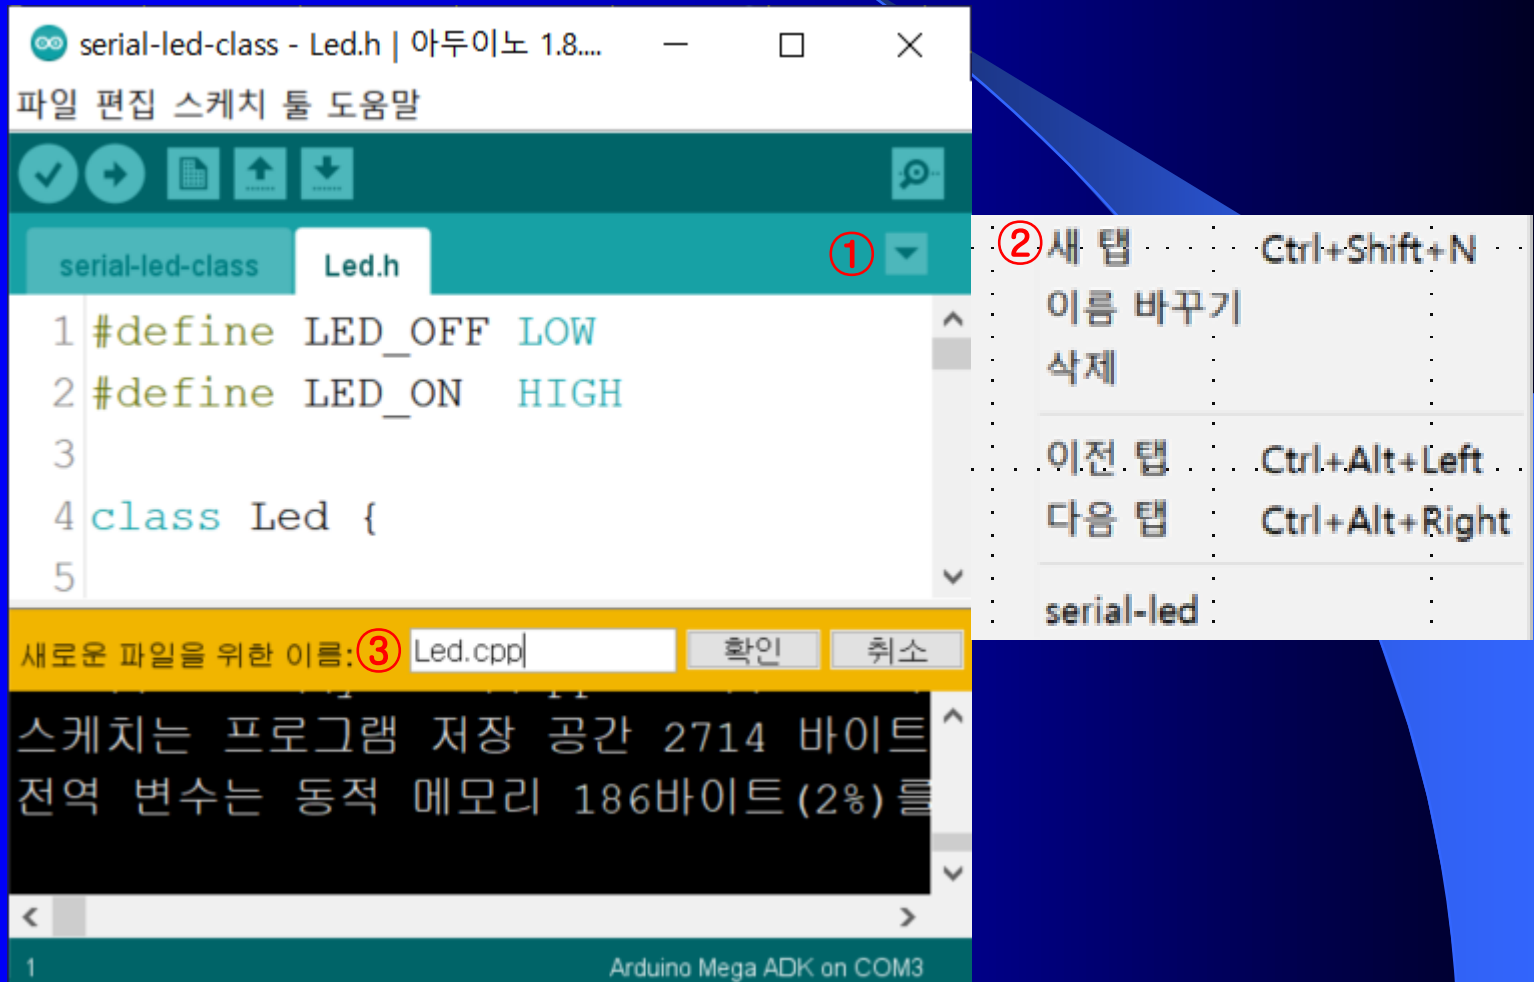 serial-led-class - Led.h | 아두이노 1.8....
파일 편집 스케치 툴 도움말
serial-led-class Led.h ①
1 #define LED_OFF LOW
2 #define LED_ON HIGH
3
4 class Led {
5
새로운 파일을 위한 이름: ③ Led.cpp 확인 취소
스케치는 프로그램 저장 공간 2714 바이트
전역 변수는 동적 메모리 186바이트(2%)를
1 Arduino Mega ADK on COM3
② 새 탭 Ctrl+Shift+N
이름 바꾸기
삭제
이전 탭 Ctrl+Alt+Left
다음 탭 Ctrl+Alt+Right
serial-led